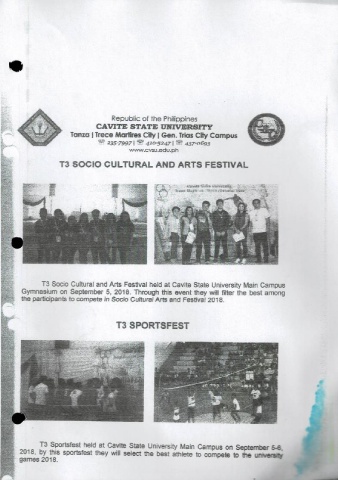 Republic of the Philippines
CAVITE STATE UNIVERSITY
Tanza | Trece Martires City | Gen. Trias City Campus
☏ 235-7997 | ☏ 410-5247 | ☏ 437-0693
www.cvsu.edu.ph
T3 SOCIO CULTURAL AND ARTS FESTIVAL
T3 Socio Cultural and Arts Festival held at Cavite State University Main Campus
Gymnasium on September 5, 2018. Through this event they will filter the best among
the participants to compete in Socio Cultural Arts and Festival 2018.
T3 SPORTSFEST
T3 Sportsfest held at Cavite State University Main Campus on September 5-6,
2018, by this sportsfest they will select the best athlete to compete to the university
games 2018.